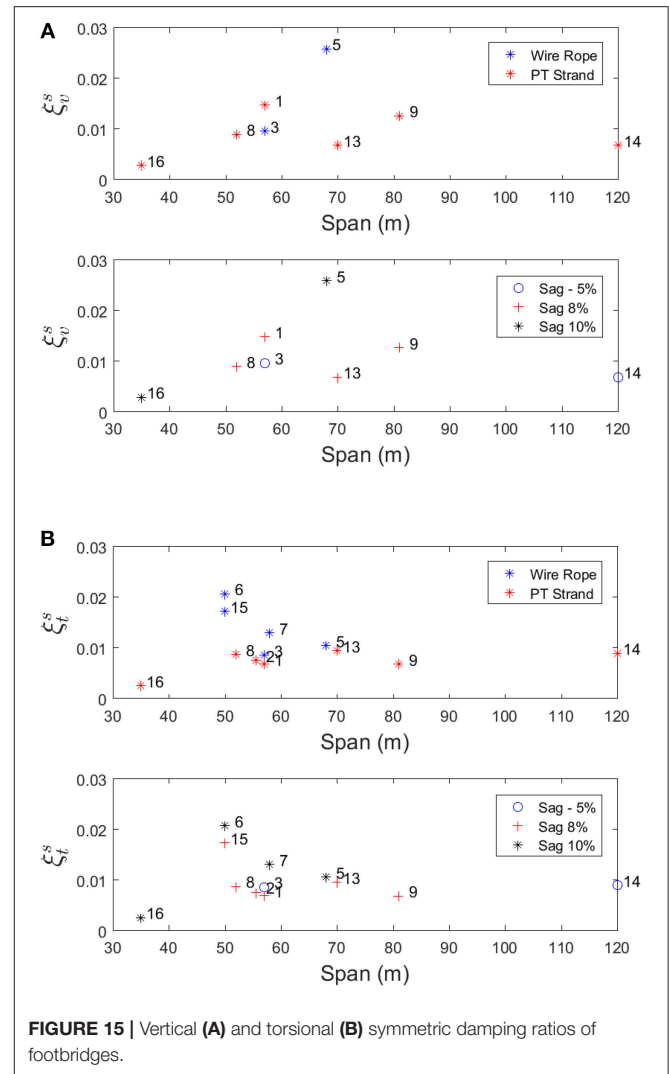 A
0.03
0.02
0.01
0
ξ_v^s
5
1
3
8
9
13
14
16
Wire Rope
PT Strand
30 40 50 60 70 80 90 100 110 120
Span (m)
0.03
0.02
0.01
0
ξ_v^s
5
1
3
8
9
13
14
16
Sag - 5%
Sag 8%
Sag 10%
30 40 50 60 70 80 90 100 110 120
Span (m)
B
0.03
0.02
0.01
0
ξ_t^s
6
15
7
8
3
2
1
5
13
9
14
16
Wire Rope
PT Strand
30 40 50 60 70 80 90 100 110 120
Span (m)
0.03
0.02
0.01
0
ξ_t^s
6
15
7
8
3
2
1
5
13
9
14
16
Sag - 5%
Sag 8%
Sag 10%
30 40 50 60 70 80 90 100 110 120
Span (m)
FIGURE 15 | Vertical (A) and torsional (B) symmetric damping ratios of
footbridges.